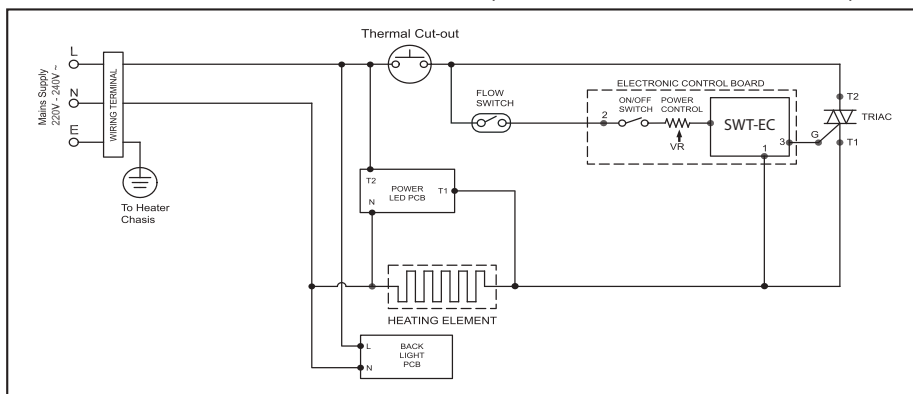 Thermal Cut-out
L
N
E
Mains Supply
220V - 240V ~
WIRING TERMINAL
To Heater
Chasis
FLOW
SWITCH
ELECTRONIC CONTROL BOARD
2
ON/OFF
SWITCH
POWER
CONTROL
VR
SWT-EC
3
1
G
T2
TRIAC
T1
T2
POWER
LED PCB
T1
N
HEATING ELEMENT
L
BACK
LIGHT
PCB
N